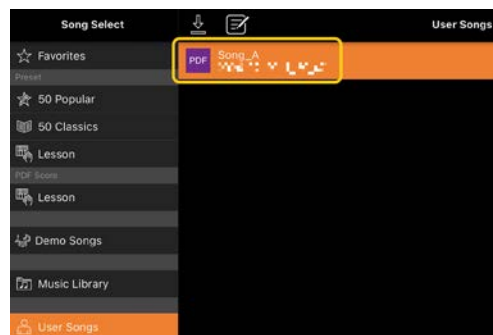 Song Select
User Songs
Favorites
Preset
50 Popular
50 Classics
Lesson
PDF Score
Lesson
Demo Songs
Music Library
User Songs
PDF
Song_A